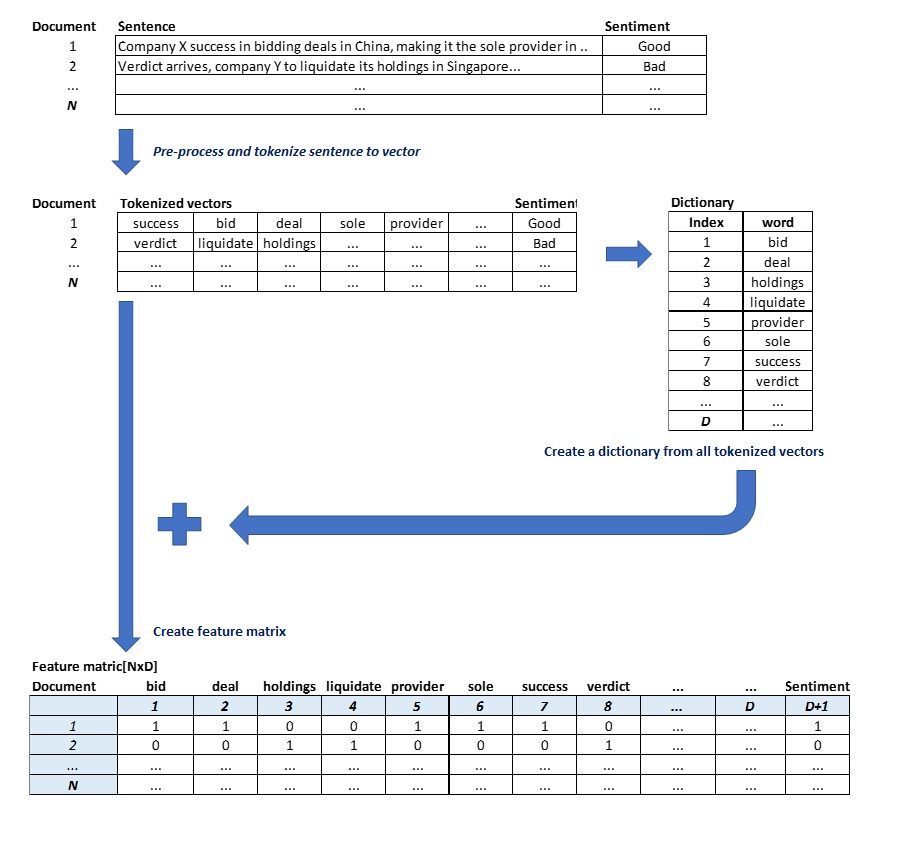 Document Sentence Sentiment
1 Company X success in bidding deals in China, making it the sole provider in .. Good
2 Verdict arrives, company Y to liquidate its holdings in Singapore... Bad
... ... ...
N ... ...
Pre-process and tokenize sentence to vector
Document Tokenized vectors Sentiment
1 success bid deal sole provider ... Good
2 verdict liquidate holdings ... ... ... Bad
... ... ... ... ... ... ... ...
N ... ... ... ... ... ... ...
Dictionary
Index word
1 bid
2 deal
3 holdings
4 liquidate
5 provider
6 sole
7 success
8 verdict
... ...
D ...
Create a dictionary from all tokenized vectors
Create feature matrix
Feature matric[NxD]
Document bid deal holdings liquidate provider sole success verdict ... ... Sentiment
1 2 3 4 5 6 7 8 ... D D+1
1 1 1 0 0 1 1 1 0 ... ... 1
2 0 0 1 1 0 0 0 1 ... ... 0
... ... ... ... ... ... ... ... ... ... ... ...
N ... ... ... ... ... ... ... ... ... ... ...